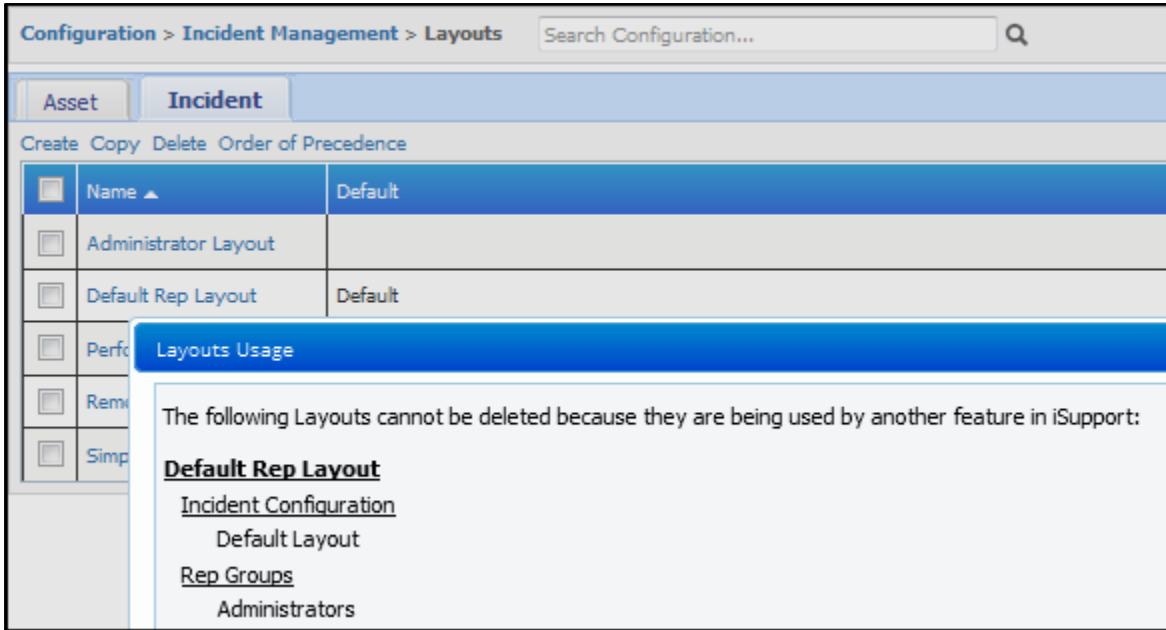 Configuration > Incident Management > Layouts Search Configuration...
Asset Incident
Create Copy Delete Order of Precedence
Name Default
Administrator Layout
Default Rep Layout Default
Layouts Usage
The following Layouts cannot be deleted because they are being used by another feature in iSupport:
Default Rep Layout
Incident Configuration
Default Layout
Rep Groups
Administrators